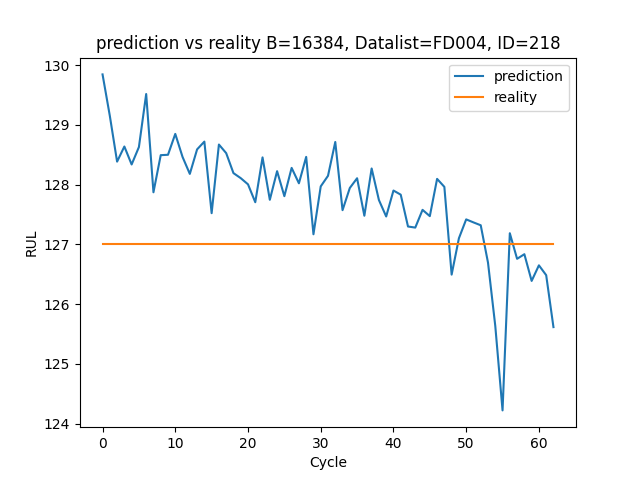 prediction vs reality B=16384, Datalist=FD004, ID=218
prediction
reality
130
129
128
127
126
125
124
RUL
0 10 20 30 40 50 60
Cycle